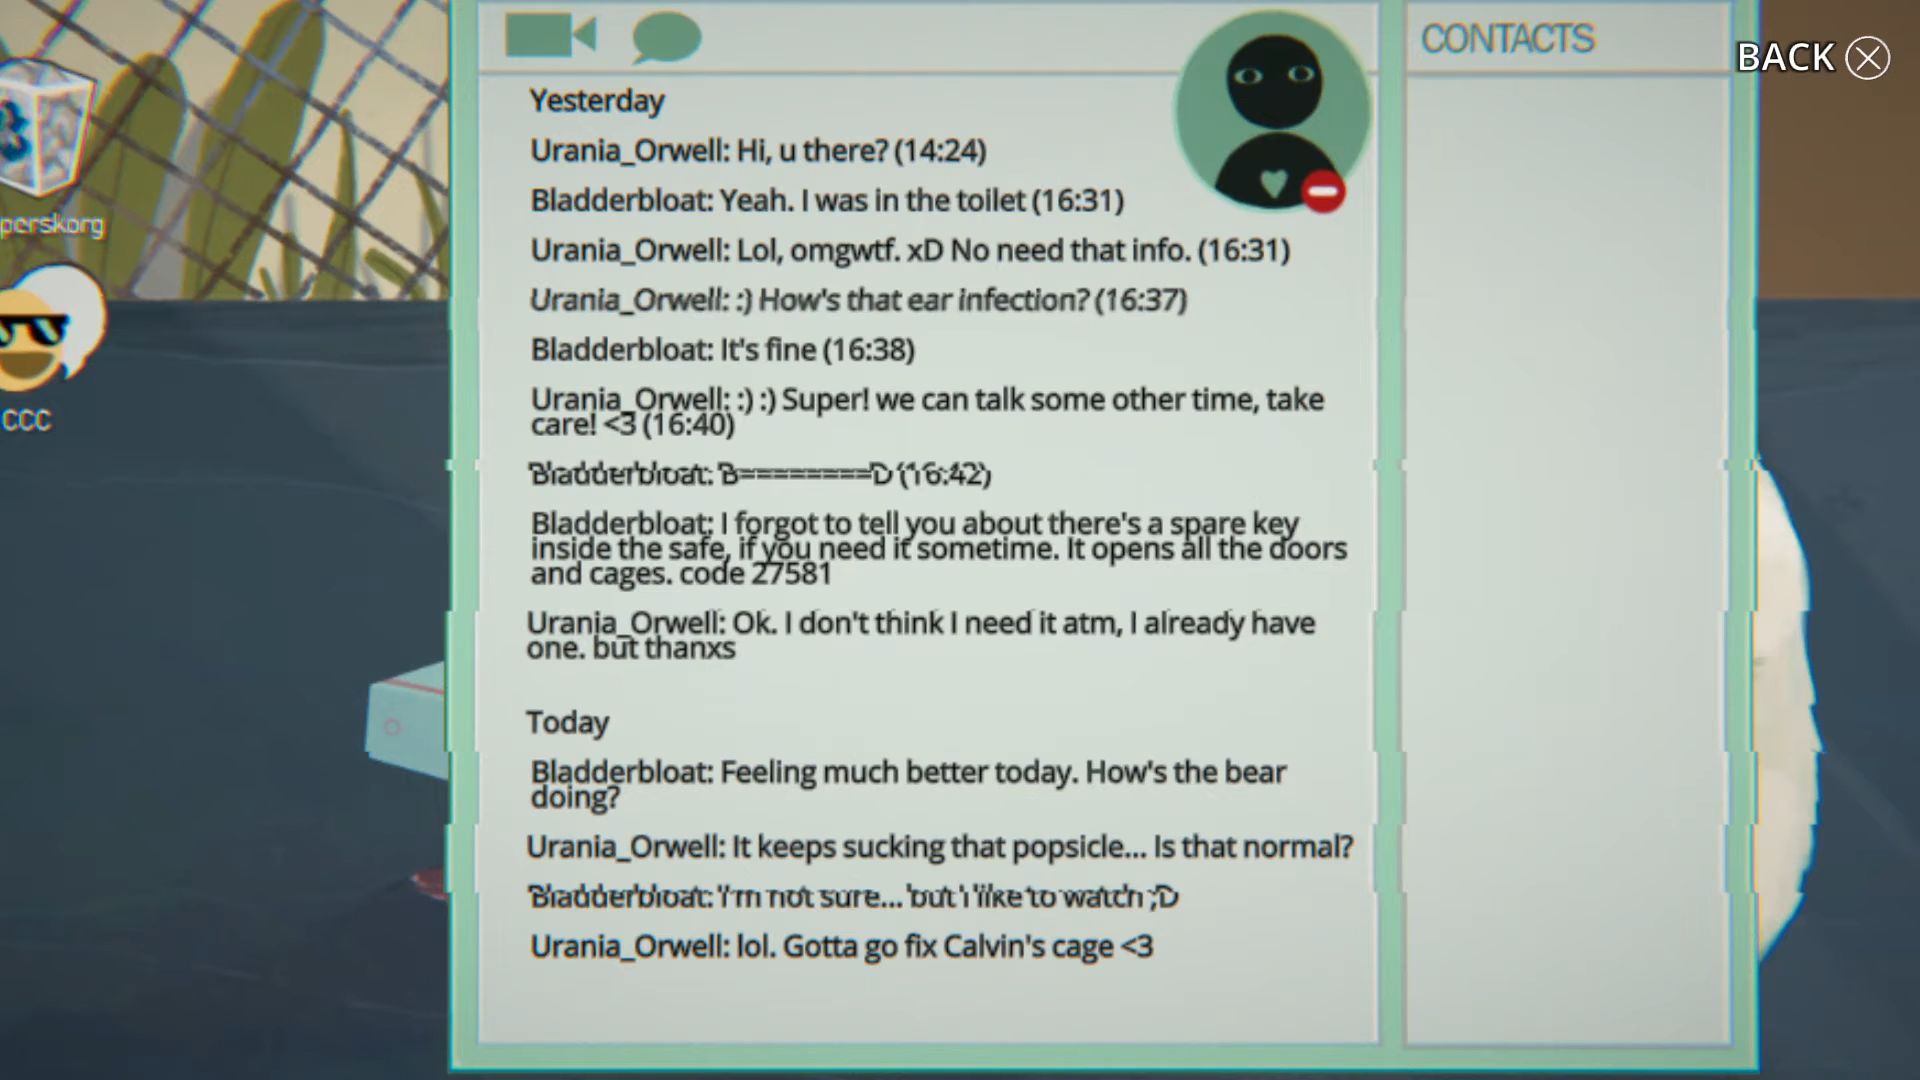 CONTACTS
BACK
Yesterday
Urania_Orwell: Hi, u there? (14:24)
Bladderbloat: Yeah. I was in the toilet (16:31)
Urania_Orwell: Lol, omgwtf. xD No need that info. (16:31)
Urania_Orwell: :) How's that ear infection? (16:37)
Bladderbloat: It's fine (16:38)
Urania_Orwell: :) :) Super! we can talk some other time, take
care! <3 (16:40)
Bladderbloat: B========D (16:42)
Bladderbloat: I forgot to tell you about there's a spare key
inside the safe, if you need it sometime. It opens all the doors
and cages. code 27581
Urania_Orwell: Ok. I don't think I need it atm, I already have
one. but thanxs
Today
Bladderbloat: Feeling much better today. How's the bear
doing?
Urania_Orwell: It keeps sucking that popsicle... Is that normal?
Bladderbloat: I'm not sure... but i like to watch ;D
Urania_Orwell: lol. Gotta go fix Calvin's cage <3
perskorg
CCC